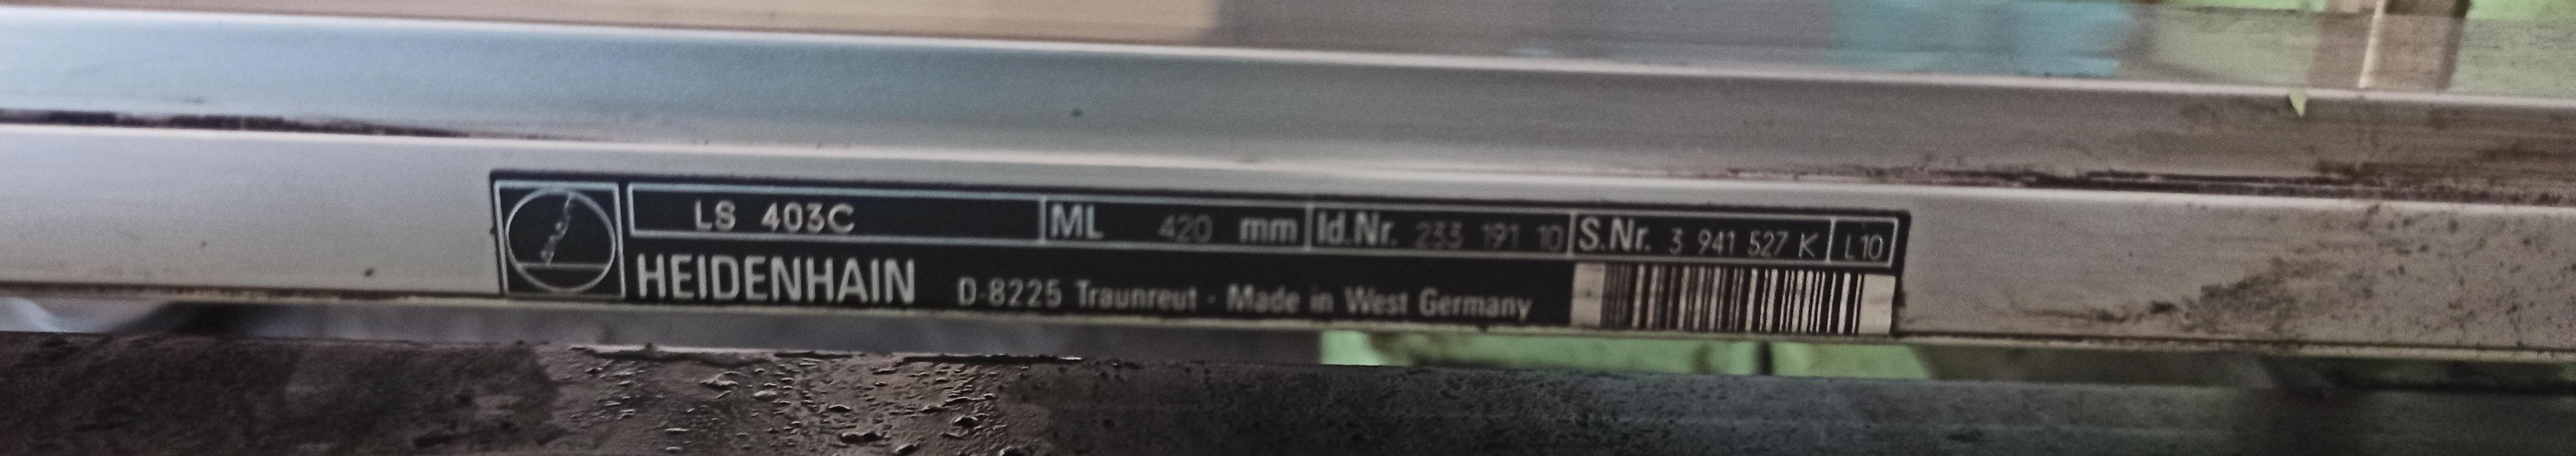 LS 403C ML 420 mm Id.Nr. 233 191 10 S.Nr. 3 941 527 K L10
HEIDENHAIN D-8225 Traunreut · Made in West Germany